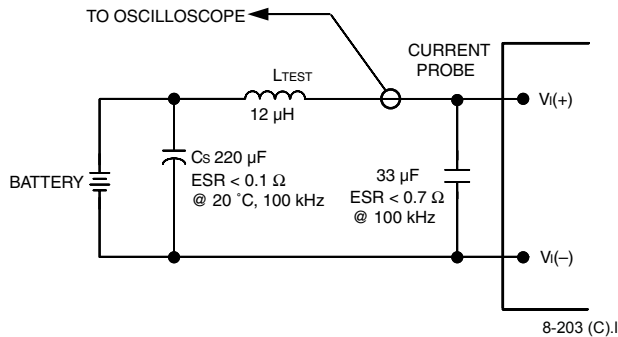 TO OSCILLOSCOPE
CURRENT
PROBE
LTEST
12 µH
VI(+)
CS 220 µF
ESR < 0.1 Ω
@ 20 ˚C, 100 kHz
33 µF
ESR < 0.7 Ω
@ 100 kHz
BATTERY
VI(–)
8-203 (C).l